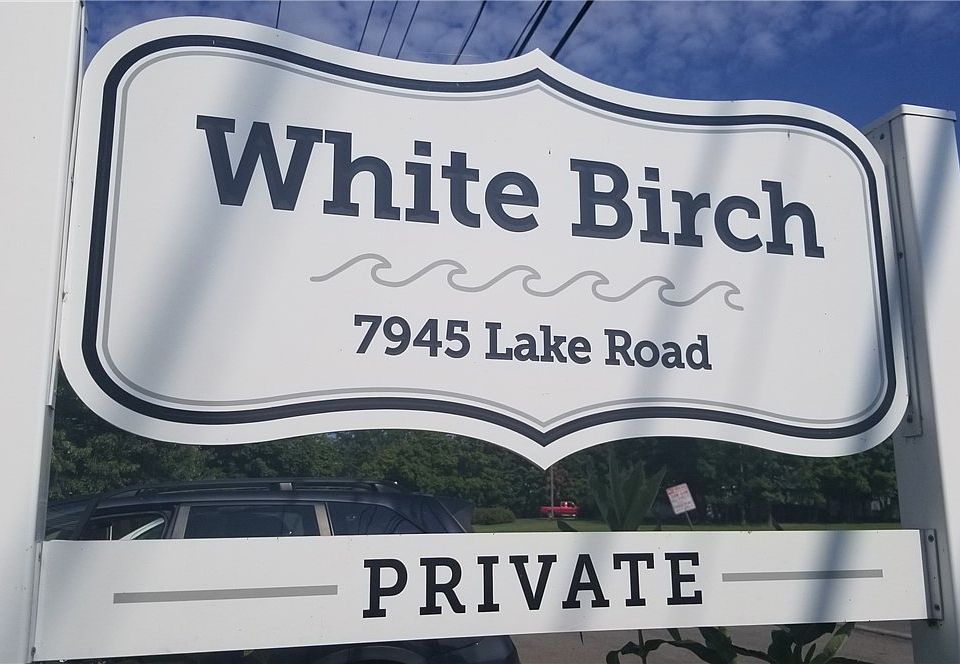 White Birch
7945 Lake Road
PRIVATE